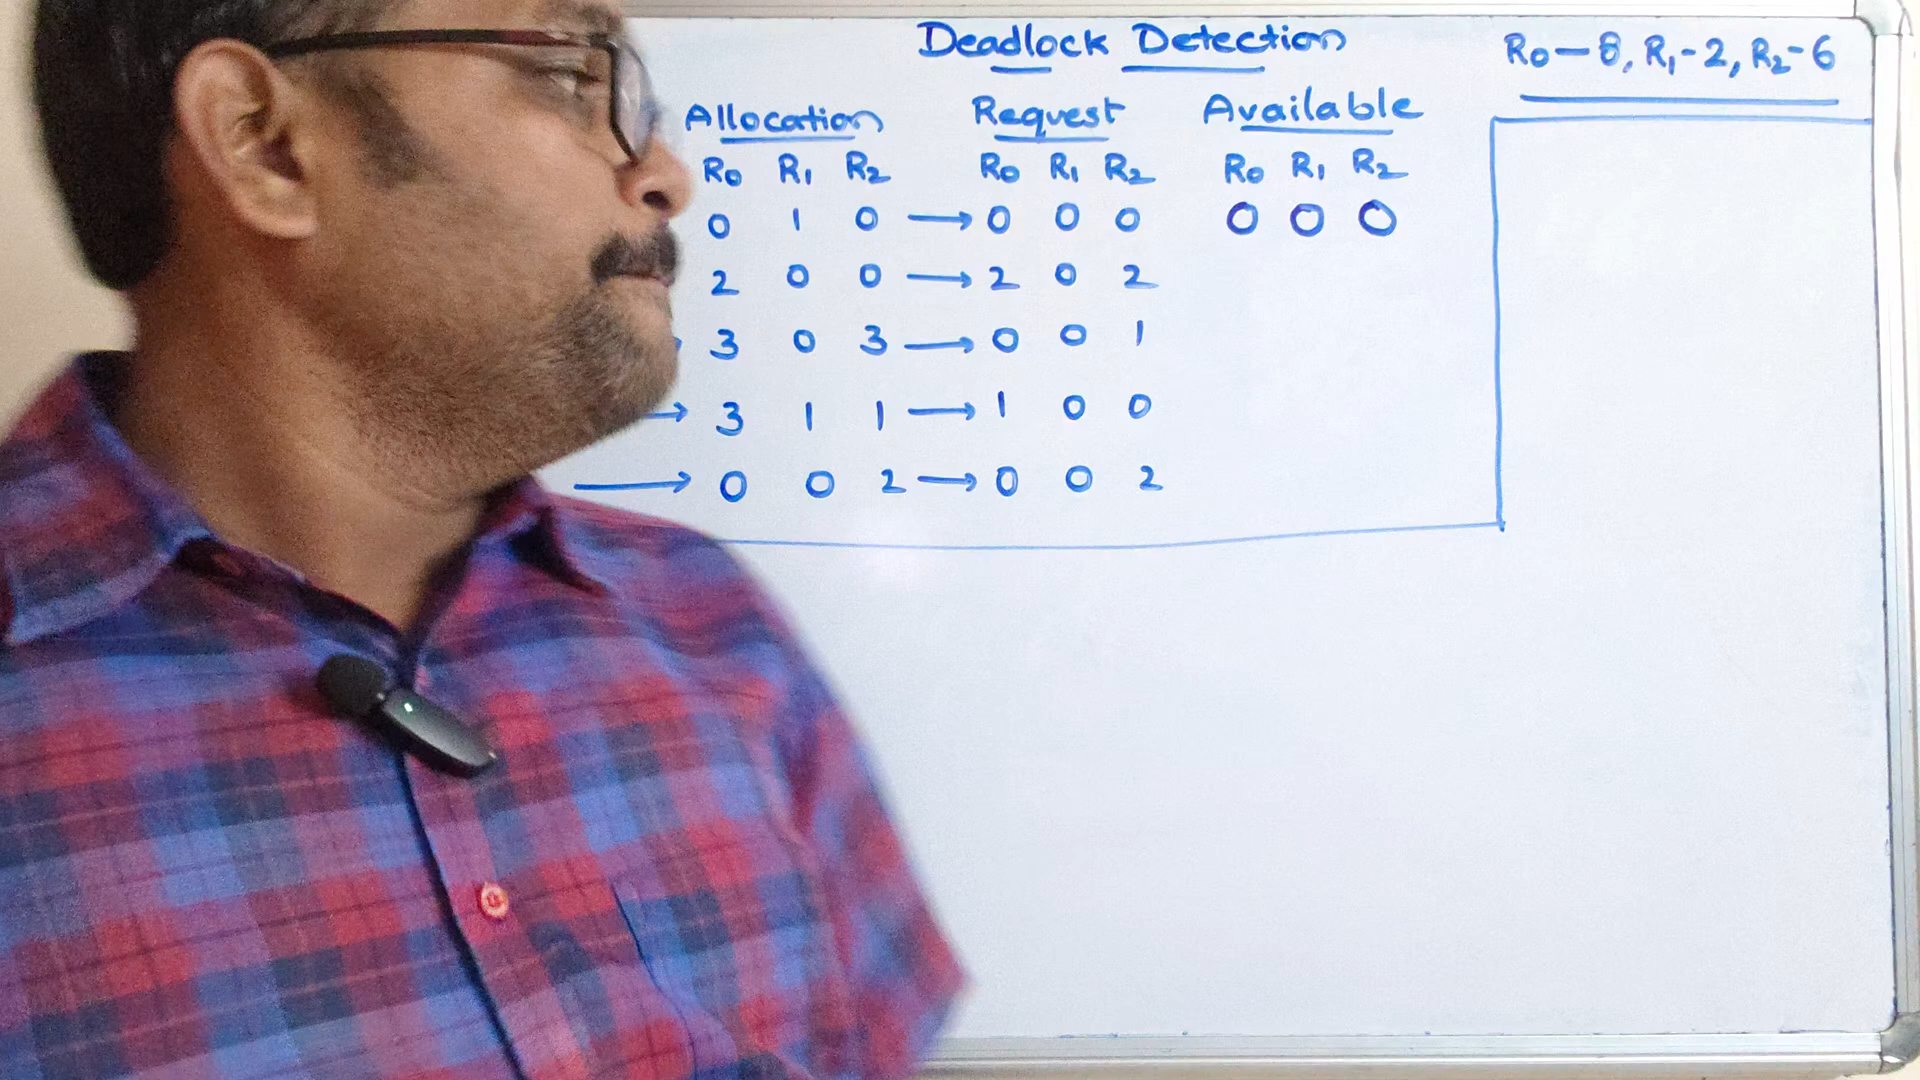 Deadlock Detection
R0 - 8, R1 - 2, R2 - 6
Allocation Request Available
R0 R1 R2 R0 R1 R2 R0 R1 R2
0 1 0 → 0 0 0 0 0 0
2 0 0 → 2 0 2
3 0 3 → 0 0 1
→ 3 1 1 → 1 0 0
→ 0 0 2 → 0 0 2